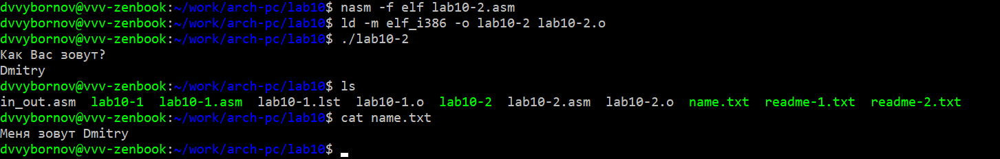 dvvybornov@vvv-zenbook:~/work/arch-pc/lab10$ nasm -f elf lab10-2.asm
dvvybornov@vvv-zenbook:~/work/arch-pc/lab10$ ld -m elf_i386 -o lab10-2 lab10-2.o
dvvybornov@vvv-zenbook:~/work/arch-pc/lab10$ ./lab10-2
Как Вас зовут?
Dmitry
dvvybornov@vvv-zenbook:~/work/arch-pc/lab10$ ls
in_out.asm  lab10-1  lab10-1.asm  lab10-1.lst  lab10-1.o  lab10-2  lab10-2.asm  lab10-2.o  name.txt  readme-1.txt  readme-2.txt
dvvybornov@vvv-zenbook:~/work/arch-pc/lab10$ cat name.txt
Меня зовут Dmitry
dvvybornov@vvv-zenbook:~/work/arch-pc/lab10$